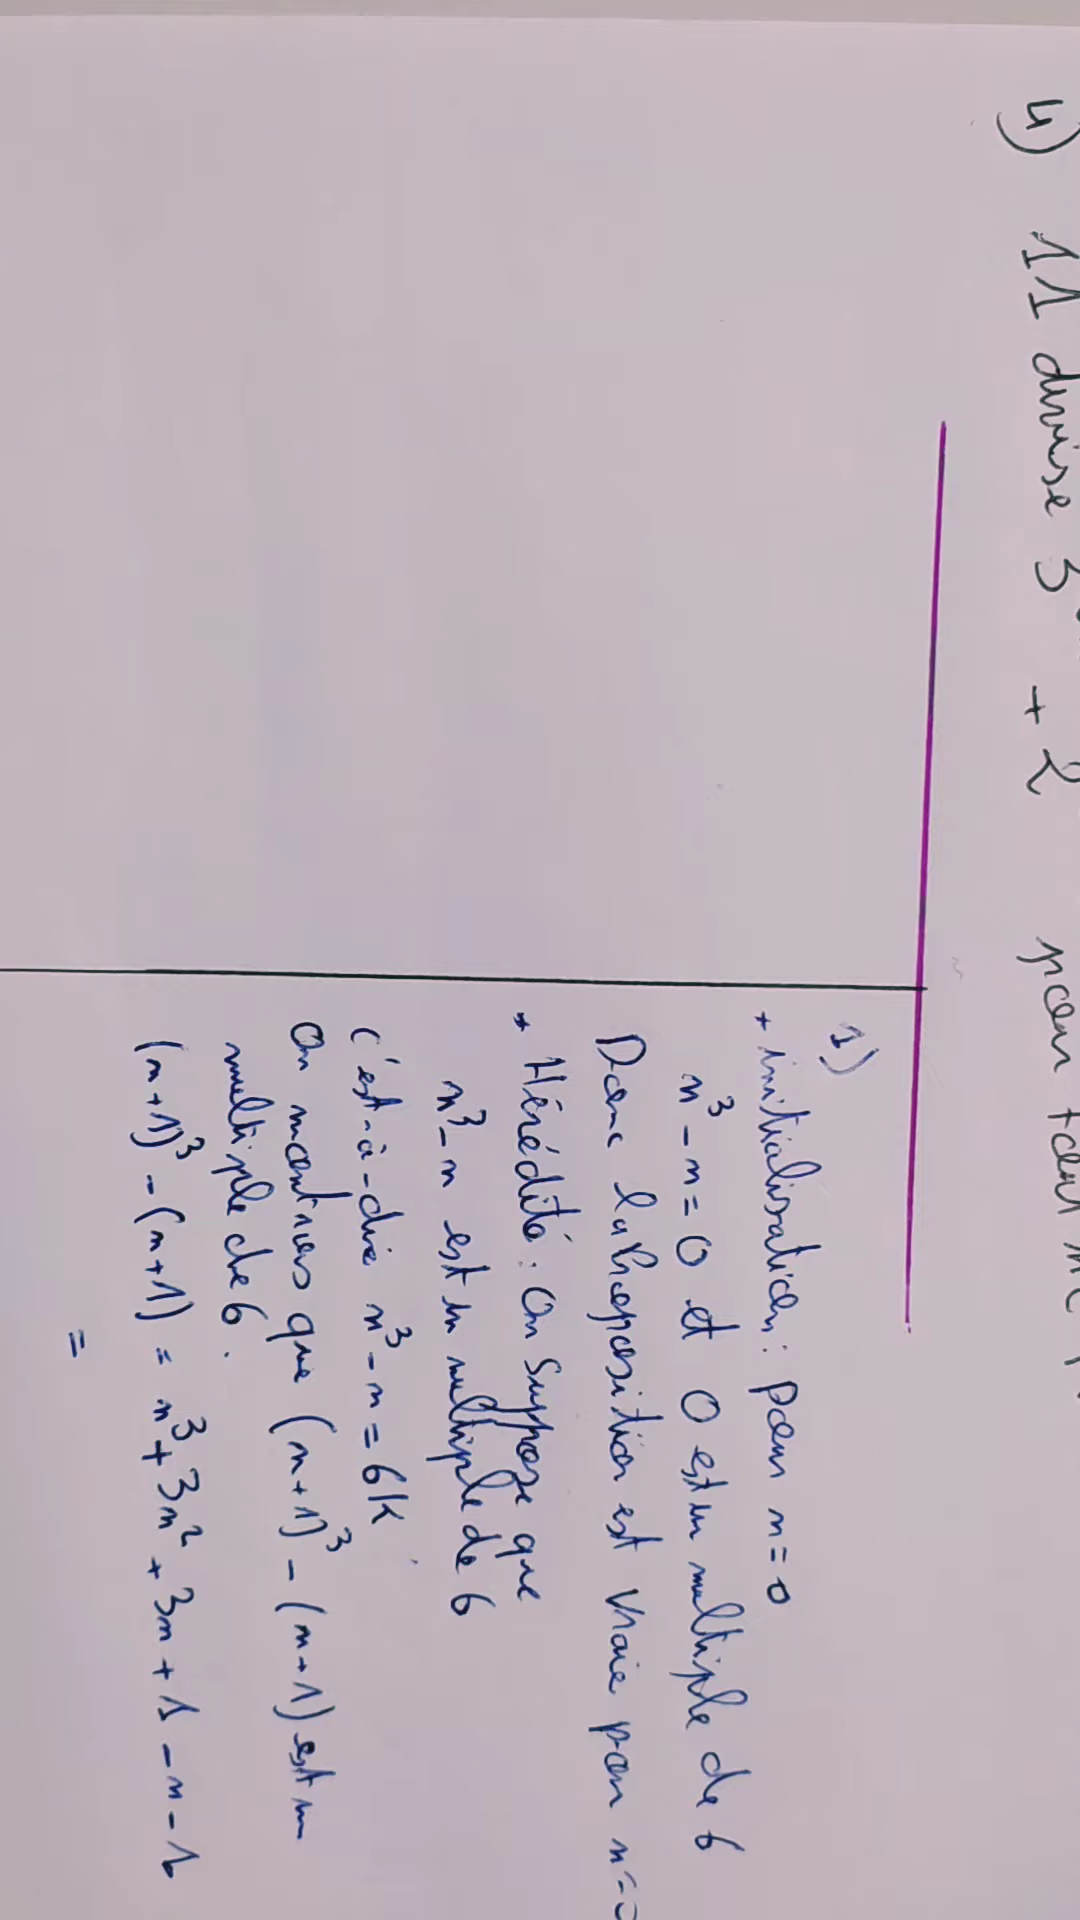 4) 11 divise 3 + 2 pour tout
1)
+ initialisation : pour n = 0
n³ - n = 0 et 0 est un multiple de 6
Donc la proposition est vraie pour n = 0
+ Hérédité : On suppose que
n³ - n est un multiple de 6
c'est-à-dire n³ - n = 6k
On montrons que (n+1)³ - (n+1) est un
multiple de 6.
(n+1)³ - (n+1) = n³ + 3n² + 3n + 1 - n - 1
=